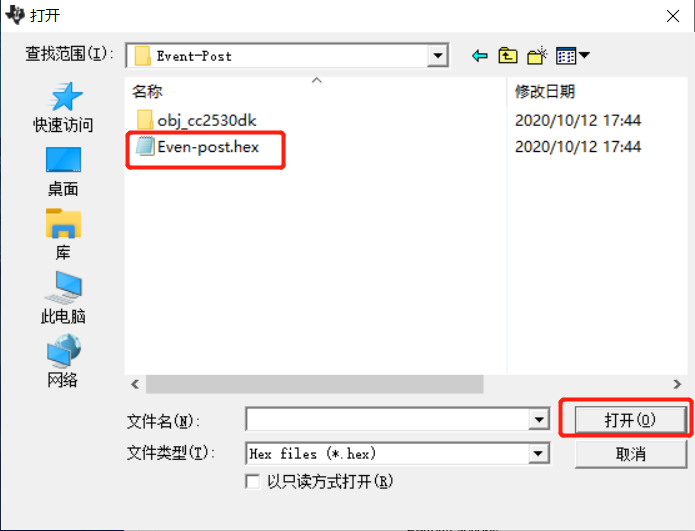 打开
查找范围(I):
Event-Post
名称
修改日期
obj_cc2530dk
2020/10/12 17:44
Even-post.hex
2020/10/12 17:44
快速访问
桌面
库
此电脑
网络
文件名(N):
打开(O)
文件类型(T):
Hex files (*.hex)
取消
以只读方式打开(R)